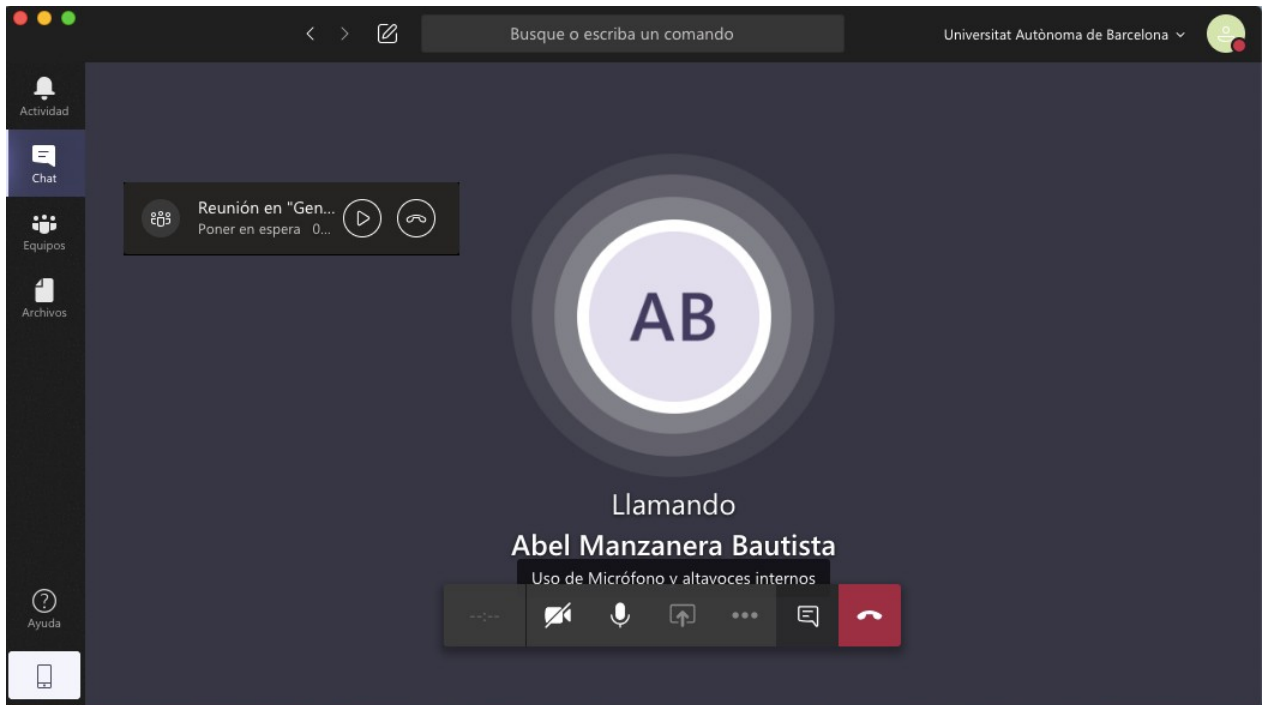 Busque o escriba un comando
Universitat Autònoma de Barcelona
Actividad
Chat
Equipos
Archivos
Reunión en "Gen...
Poner en espera 0...
AB
Llamando
Abel Manzanera Bautista
Uso de Micrófono y altavoces internos
--:--
Ayuda